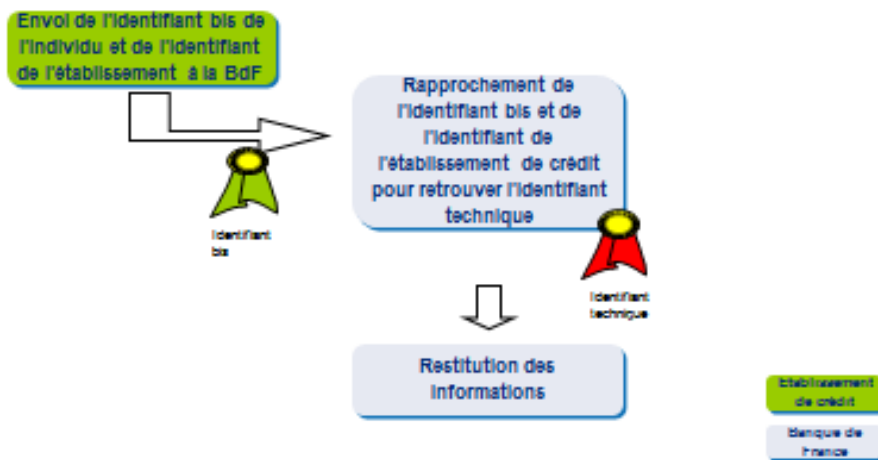 Envoi de l'identifiant bis de
l'individu et de l'identifiant
de l'établissement à la BdF
Rapprochement de
l'identifiant bis et de
l'identifiant de
l'établissement de crédit
pour retrouver l'identifiant
technique
Identifiant
bis
Identifiant
technique
Restitution des
informations
Etablissement
de crédit
Banque de
France